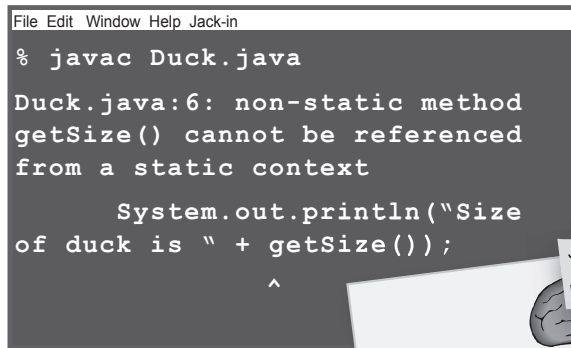 File Edit Window Help Jack-in
% javac Duck.java
Duck.java:6: non-static method
getSize() cannot be referenced
from a static context
System.out.println(“Size
of duck is “ + getSize());
^